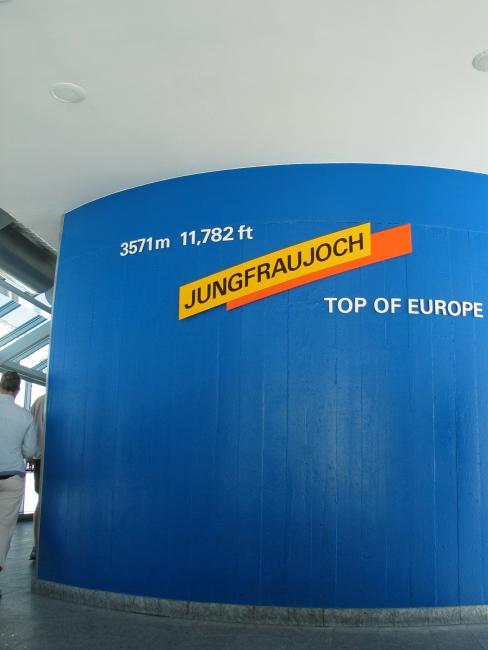 3571m 11,782 ft
JUNGFRAUJOCH
TOP OF EUROPE